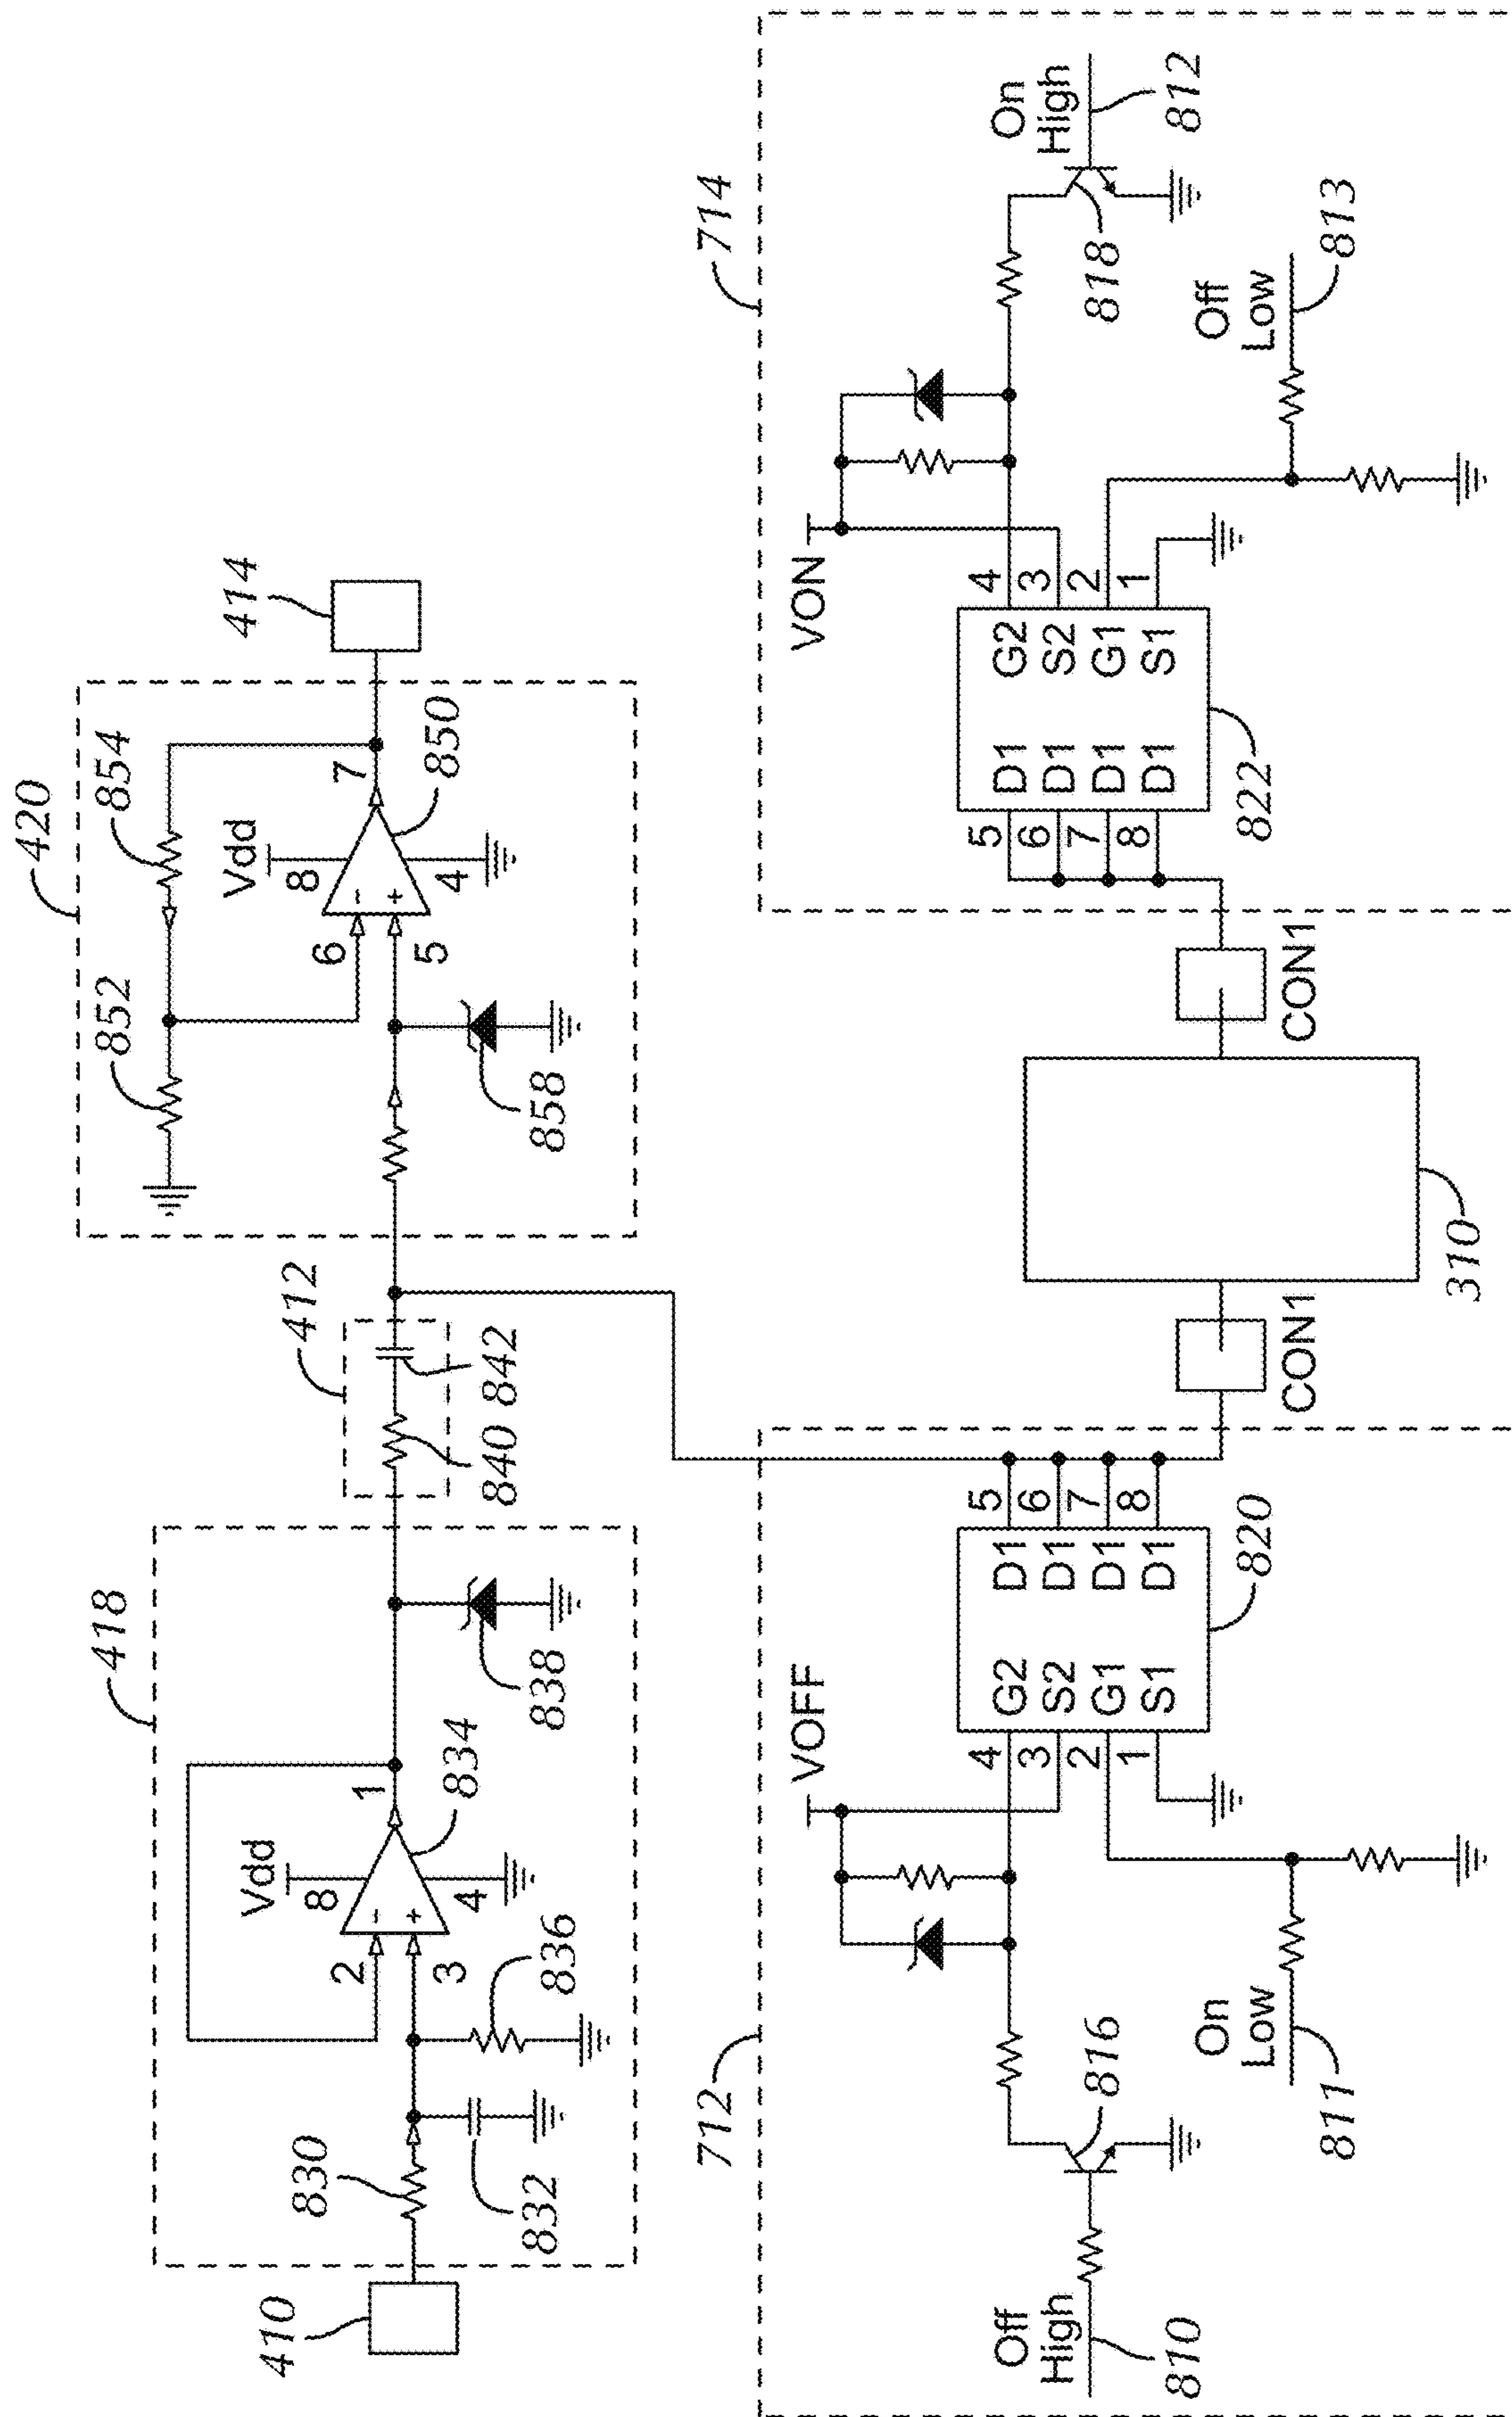 418
410
830
832
836
Vdd
8
2
3
4
1
834
838
412
840
842
420
852
854
Vdd
8
6
5
4
7
850
858
414
712
VOFF
Off
High
810
816
On
Low
811
4
3
2
1
G2
S2
G1
S1
D1
D1
D1
D1
5
6
7
8
820
CON1
310
CON1
714
VON
5
6
7
8
D1
D1
D1
D1
G2
S2
G1
S1
4
3
2
1
822
On
High
812
818
Off
Low
813